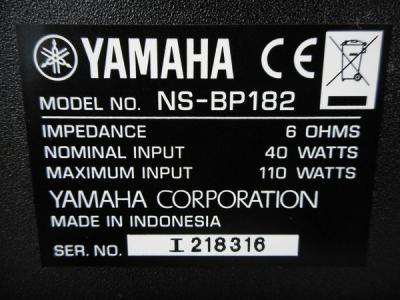 YAMAHA CE
MODEL NO. NS-BP182
IMPEDANCE 6 OHMS
NOMINAL INPUT 40 WATTS
MAXIMUM INPUT 110 WATTS
YAMAHA CORPORATION
MADE IN INDONESIA
SER. NO. I 218316